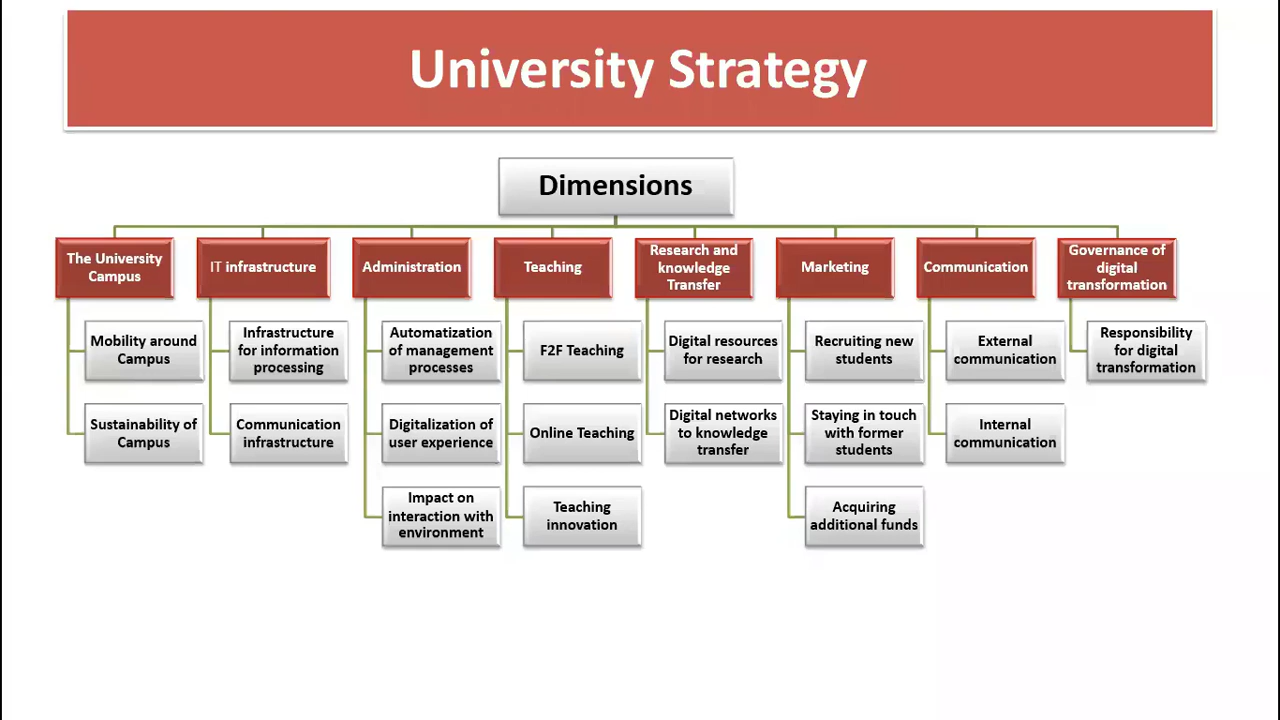 University Strategy
Dimensions
The University
Campus
Mobility around
Campus
Sustainability of
Campus
IT infrastructure
Infrastructure
for information
processing
Communication
infrastructure
Administration
Automatization
of management
processes
Digitalization of
user experience
Impact on
interaction with
environment
Teaching
F2F Teaching
Online Teaching
Teaching
innovation
Research and
knowledge
Transfer
Digital resources
for research
Digital networks
to knowledge
transfer
Marketing
Recruiting new
students
Staying in touch
with former
students
Acquiring
additional funds
Communication
External
communication
Internal
communication
Governance of
digital
transformation
Responsibility
for digital
transformation